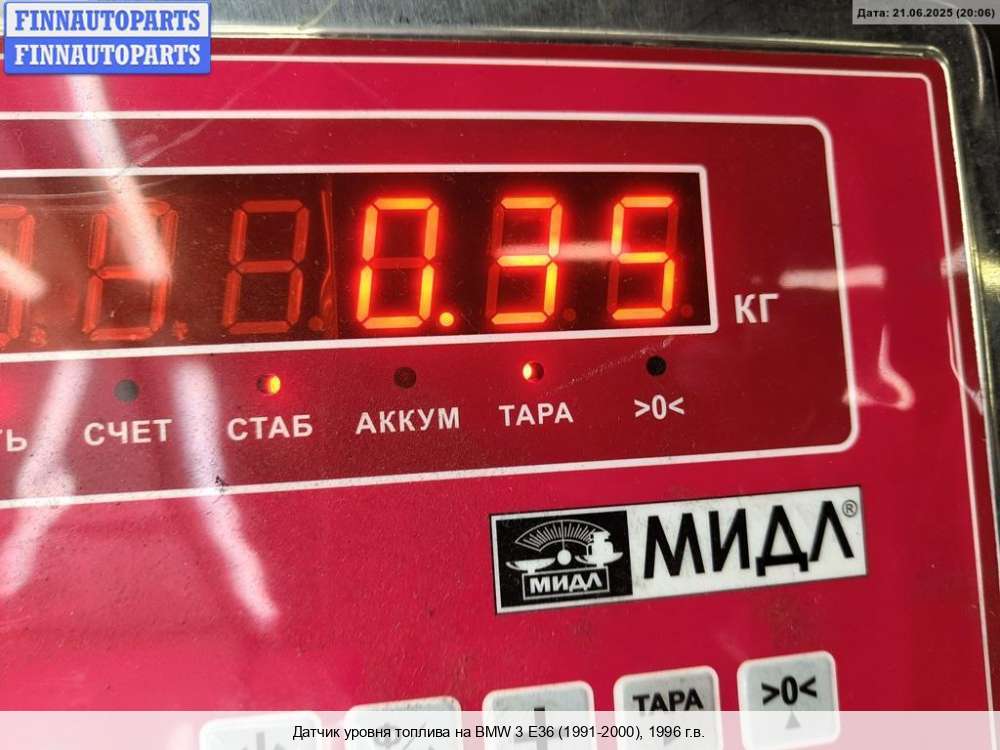 FINNAUTOPARTS
FINNAUTOPARTS
Дата: 21.06.2025 (20:06)
0.35
кг
СЧЕТ СТАБ АККУМ ТАРА >0<
МИДЛ
МИДЛ®
ТАРА >0<
Датчик уровня топлива на BMW 3 E36 (1991-2000), 1996 г.в.